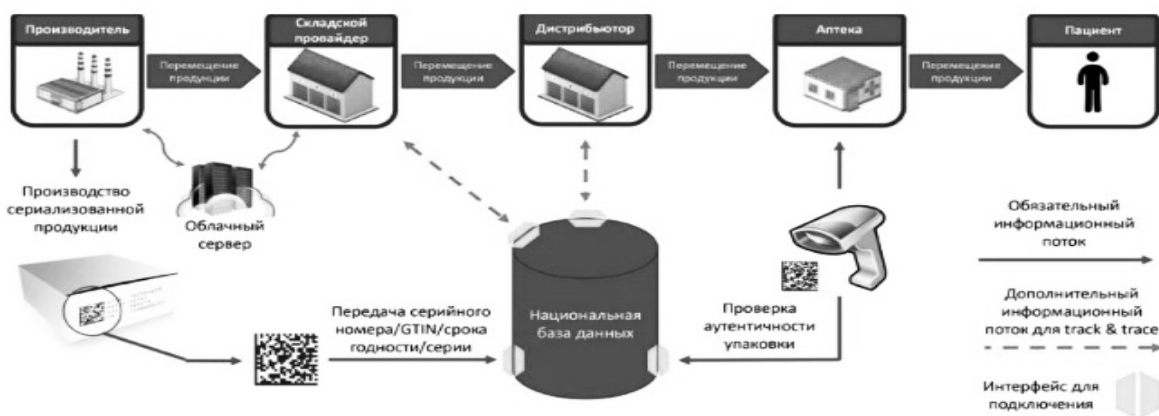 Производитель
Складской
провайдер
Дистрибьютор
Аптека
Пациент
Перемещение
продукции
Перемещение
продукции
Перемещение
продукции
Перемещение
продукции
Производство
сериализованной
продукции
Облачный
сервер
Обязательный
информационный
поток
Передача серийного
номера/GTIN/срока
годности/серии
Национальная
база данных
Проверка
аутентичности
упаковки
Дополнительный
информационный
поток для track & trace
Интерфейс для
подключения